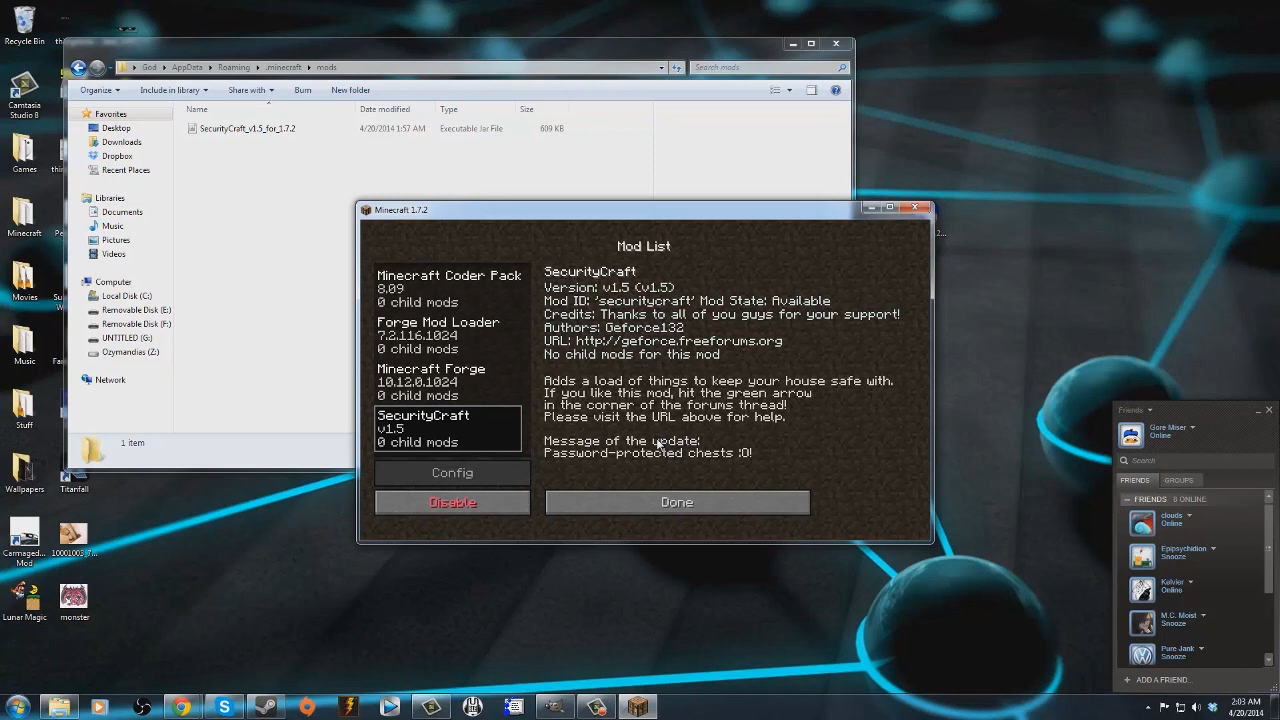 Recycle Bin
Camtasia
Studio 8
Games
Minecraft
Movies
Music
Stuff
Wallpapers
Titanfall
Carmaged...
Mod
10001003_j7...
Lunar Magic
monster
God
AppData
Roaming
.minecraft
mods
Search mods
Organize
Include in library
Share with
Burn
New folder
Name
Date modified
Type
Size
SecurityCraft_v1.5_for_1.7.2
4/20/2014 1:57 AM
Executable Jar File
609 KB
Favorites
Desktop
Downloads
Dropbox
Recent Places
Libraries
Documents
Music
Pictures
Videos
Computer
Local Disk (C:)
Removable Disk (E:)
Removable Disk (F:)
UNTITLED (G:)
Ozymandias (Z:)
Network
1 item
Minecraft 1.7.2
Mod List
Minecraft Coder Pack
8.09
0 child mods
Forge Mod Loader
7.2.116.1024
0 child mods
Minecraft Forge
10.12.0.1024
0 child mods
SecurityCraft
v1.5
0 child mods
Config
Disable
SecurityCraft
Version: v1.5 (v1.5)
Mod ID: 'securitycraft' Mod State: Available
Credits: Thanks to all of you guys for your support!
Authors: Geforce132
URL: http://geforce.freeforums.org
No child mods for this mod
Adds a load of things to keep your house safe with.
If you like this mod, hit the green arrow
in the corner of the forums thread!
Please visit the URL above for help.
Message of the update:
Password-protected chests :O!
Done
Friends
Gore Miser
Online
Search
FRIENDS
GROUPS
FRIENDS 8 ONLINE
clouds
Online
Epipsychidion
Snooze
Kelvier
Online
M.C. Moist
Snooze
Pure Jank
Snooze
ADD A FRIEND...
2:03 AM
4/20/2014